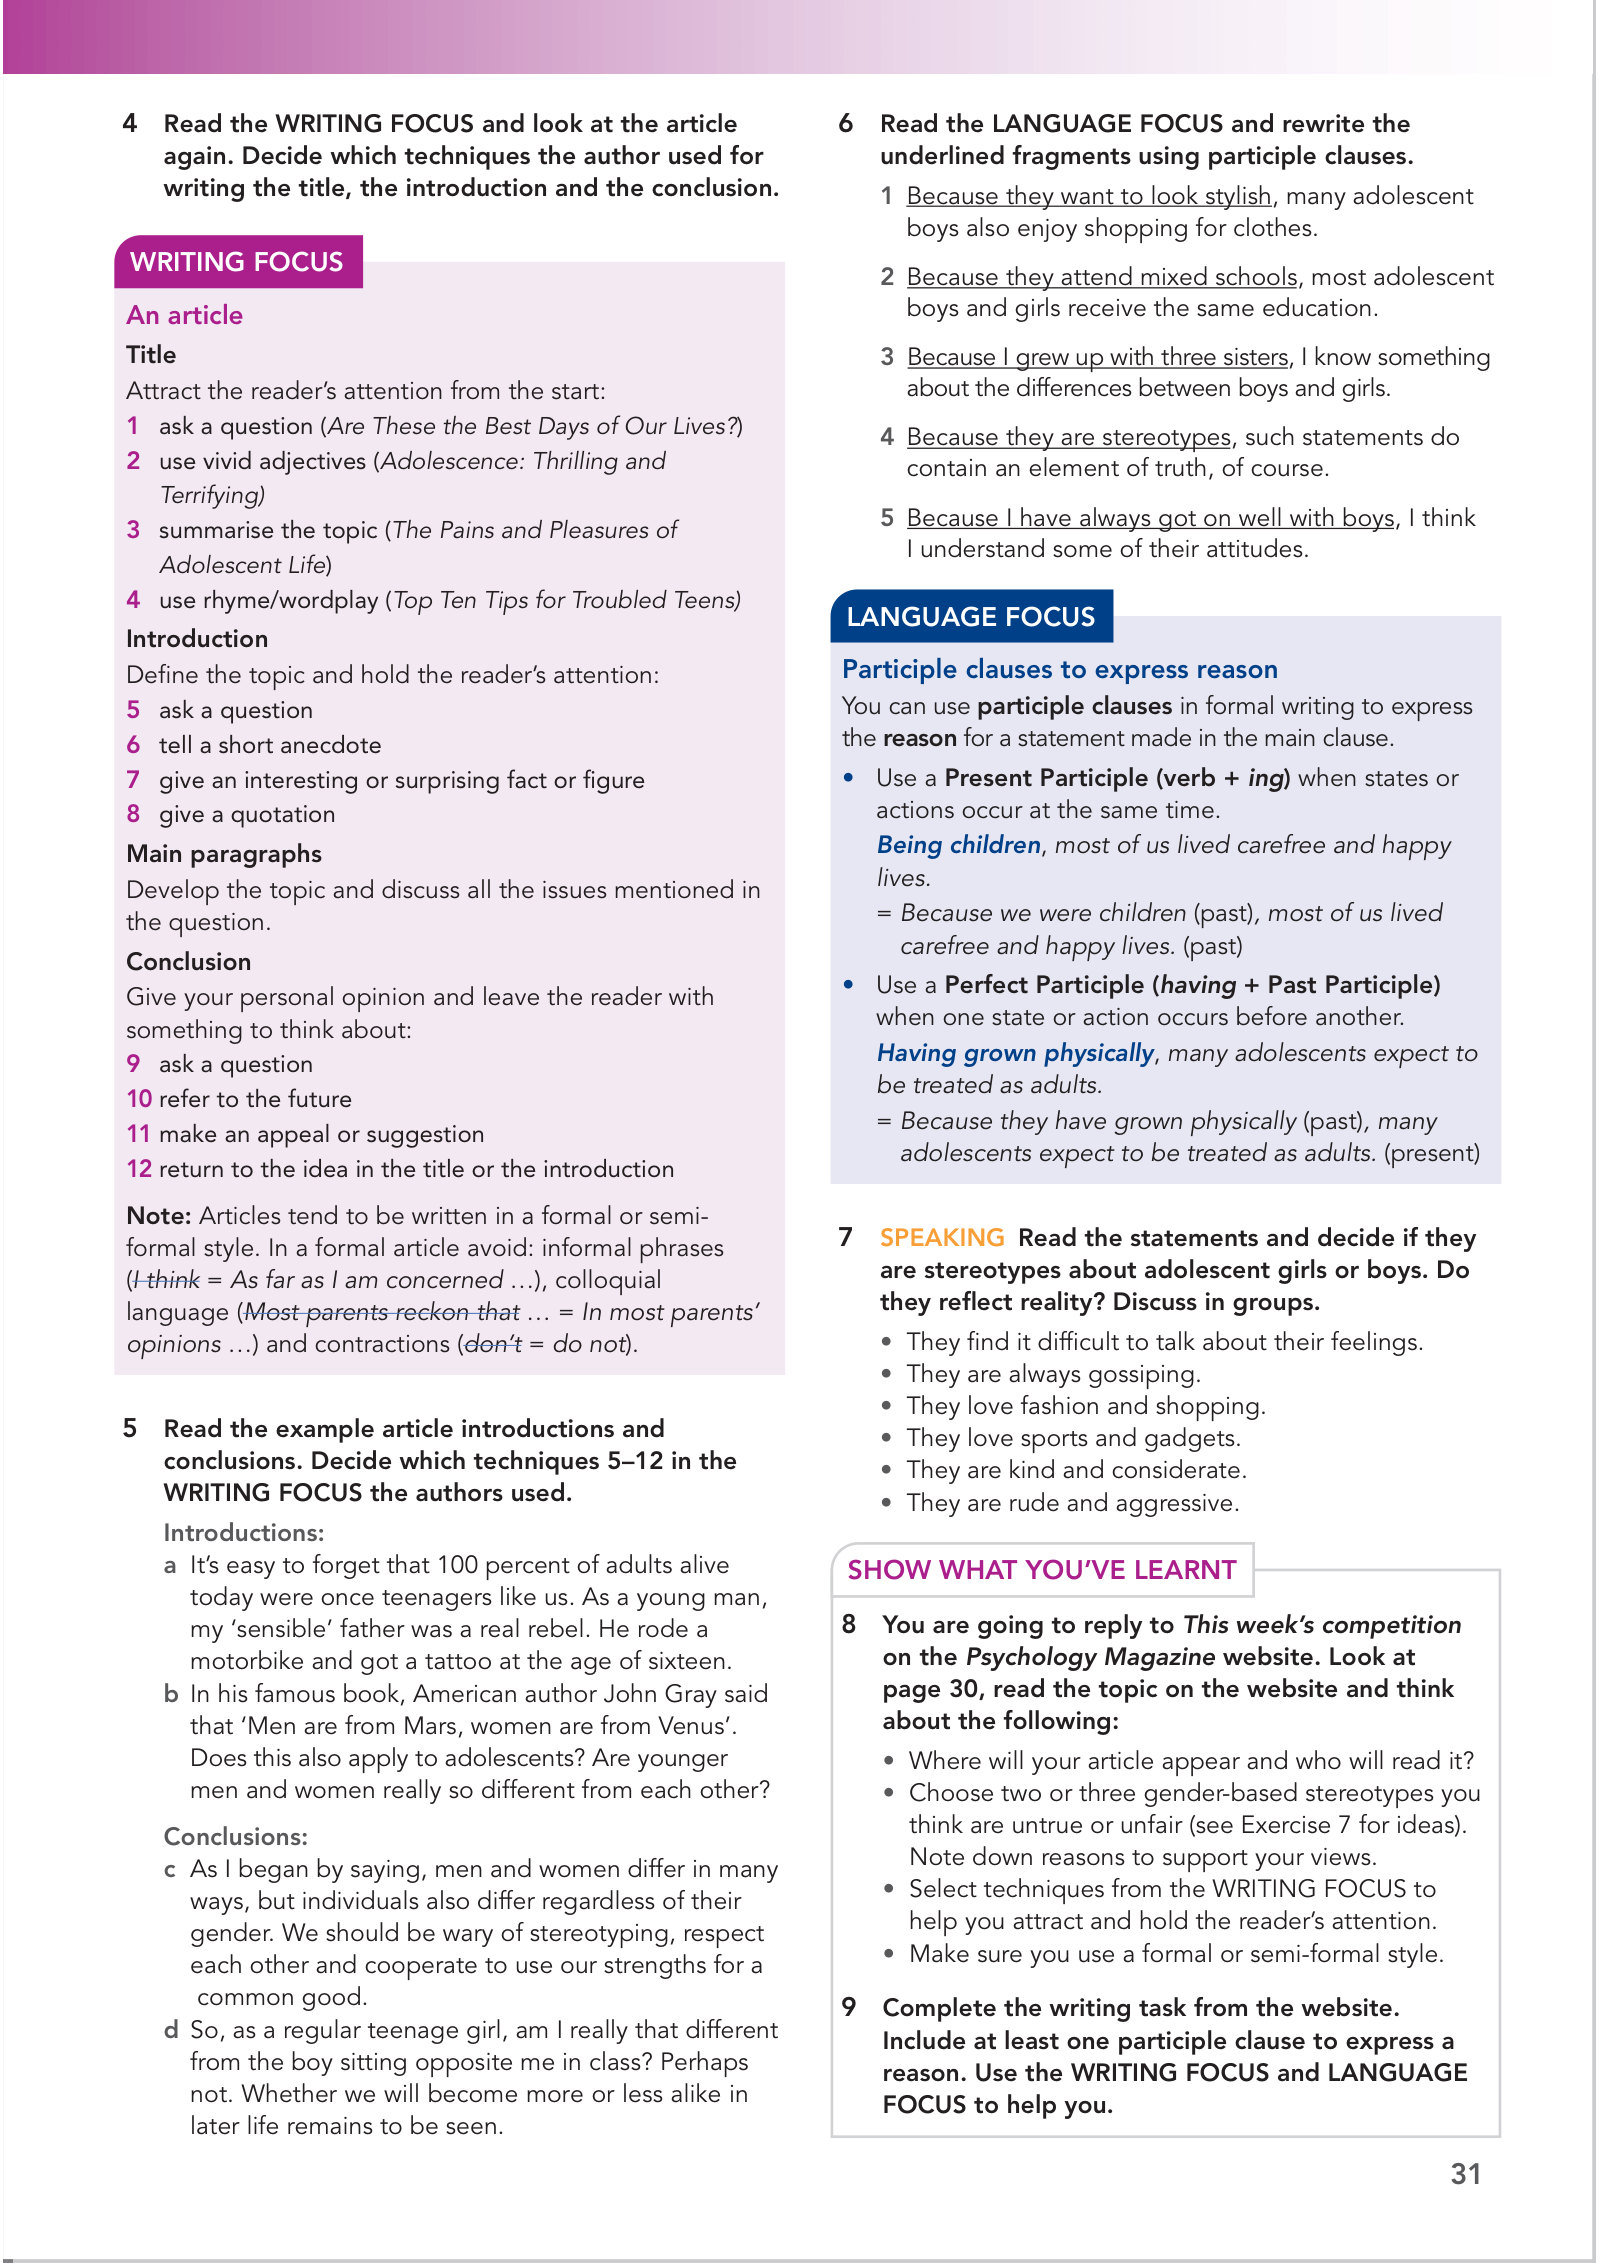 4 Read the WRITING FOCUS and look at the article
again. Decide which techniques the author used for
writing the title, the introduction and the conclusion.
WRITING FOCUS
An article
Title
Attract the reader’s attention from the start:
1 ask a question (Are These the Best Days of Our Lives?)
2 use vivid adjectives (Adolescence: Thrilling and
Terrifying)
3 summarise the topic (The Pains and Pleasures of
Adolescent Life)
4 use rhyme/wordplay (Top Ten Tips for Troubled Teens)
Introduction
Define the topic and hold the reader’s attention:
5 ask a question
6 tell a short anecdote
7 give an interesting or surprising fact or figure
8 give a quotation
Main paragraphs
Develop the topic and discuss all the issues mentioned in
the question.
Conclusion
Give your personal opinion and leave the reader with
something to think about:
9 ask a question
10 refer to the future
11 make an appeal or suggestion
12 return to the idea in the title or the introduction
Note: Articles tend to be written in a formal or semi-
formal style. In a formal article avoid: informal phrases
(I think = As far as I am concerned …), colloquial
language (Most parents reckon that … = In most parents’
opinions …) and contractions (don’t = do not).
5 Read the example article introductions and
conclusions. Decide which techniques 5–12 in the
WRITING FOCUS the authors used.
Introductions:
a It’s easy to forget that 100 percent of adults alive
today were once teenagers like us. As a young man,
my ‘sensible’ father was a real rebel. He rode a
motorbike and got a tattoo at the age of sixteen.
b In his famous book, American author John Gray said
that ‘Men are from Mars, women are from Venus’.
Does this also apply to adolescents? Are younger
men and women really so different from each other?
Conclusions:
c As I began by saying, men and women differ in many
ways, but individuals also differ regardless of their
gender. We should be wary of stereotyping, respect
each other and cooperate to use our strengths for a
common good.
d So, as a regular teenage girl, am I really that different
from the boy sitting opposite me in class? Perhaps
not. Whether we will become more or less alike in
later life remains to be seen.
6 Read the LANGUAGE FOCUS and rewrite the
underlined fragments using participle clauses.
1 Because they want to look stylish, many adolescent
boys also enjoy shopping for clothes.
2 Because they attend mixed schools, most adolescent
boys and girls receive the same education.
3 Because I grew up with three sisters, I know something
about the differences between boys and girls.
4 Because they are stereotypes, such statements do
contain an element of truth, of course.
5 Because I have always got on well with boys, I think
I understand some of their attitudes.
LANGUAGE FOCUS
Participle clauses to express reason
You can use participle clauses in formal writing to express
the reason for a statement made in the main clause.
• Use a Present Participle (verb + ing) when states or
actions occur at the same time.
Being children, most of us lived carefree and happy
lives.
= Because we were children (past), most of us lived
carefree and happy lives. (past)
• Use a Perfect Participle (having + Past Participle)
when one state or action occurs before another.
Having grown physically, many adolescents expect to
be treated as adults.
= Because they have grown physically (past), many
adolescents expect to be treated as adults. (present)
7 SPEAKING Read the statements and decide if they
are stereotypes about adolescent girls or boys. Do
they reflect reality? Discuss in groups.
• They find it difficult to talk about their feelings.
• They are always gossiping.
• They love fashion and shopping.
• They love sports and gadgets.
• They are kind and considerate.
• They are rude and aggressive.
SHOW WHAT YOU’VE LEARNT
8 You are going to reply to This week’s competition
on the Psychology Magazine website. Look at
page 30, read the topic on the website and think
about the following:
• Where will your article appear and who will read it?
• Choose two or three gender-based stereotypes you
think are untrue or unfair (see Exercise 7 for ideas).
Note down reasons to support your views.
• Select techniques from the WRITING FOCUS to
help you attract and hold the reader’s attention.
• Make sure you use a formal or semi-formal style.
9 Complete the writing task from the website.
Include at least one participle clause to express a
reason. Use the WRITING FOCUS and LANGUAGE
FOCUS to help you.
31